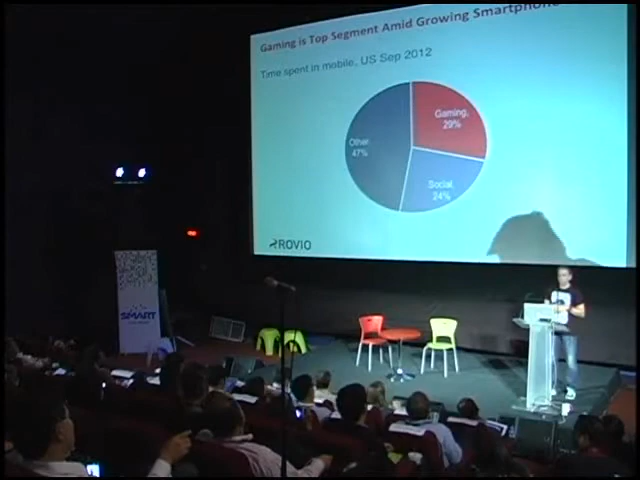 Gaming is Top Segment Amid Growing Smartphone
Time spent in mobile, US Sep 2012
Gaming,
29%
Other,
47%
Social,
24%
ROVIO
SMART